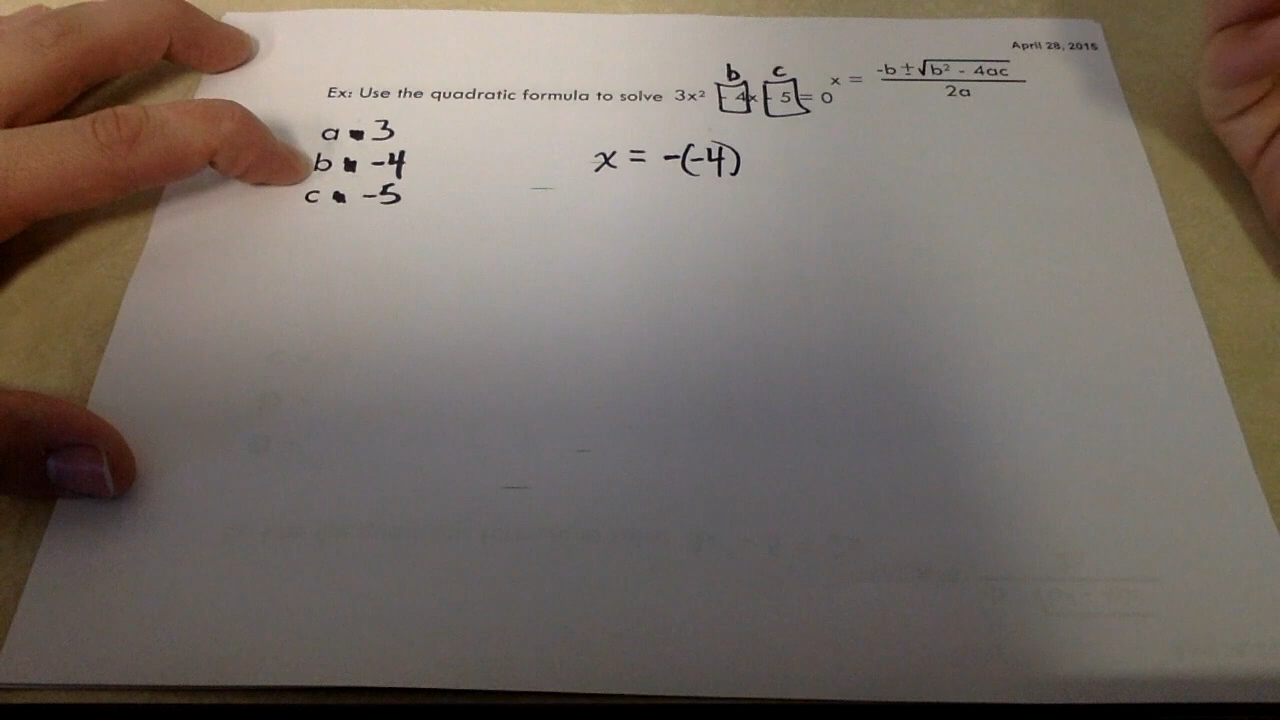 April 28, 2015
b c
Ex: Use the quadratic formula to solve 3x² - 4x - 5 = 0
x = -b ± √b² - 4ac
2a
a = 3
b = -4
c = -5
x = -(-4)